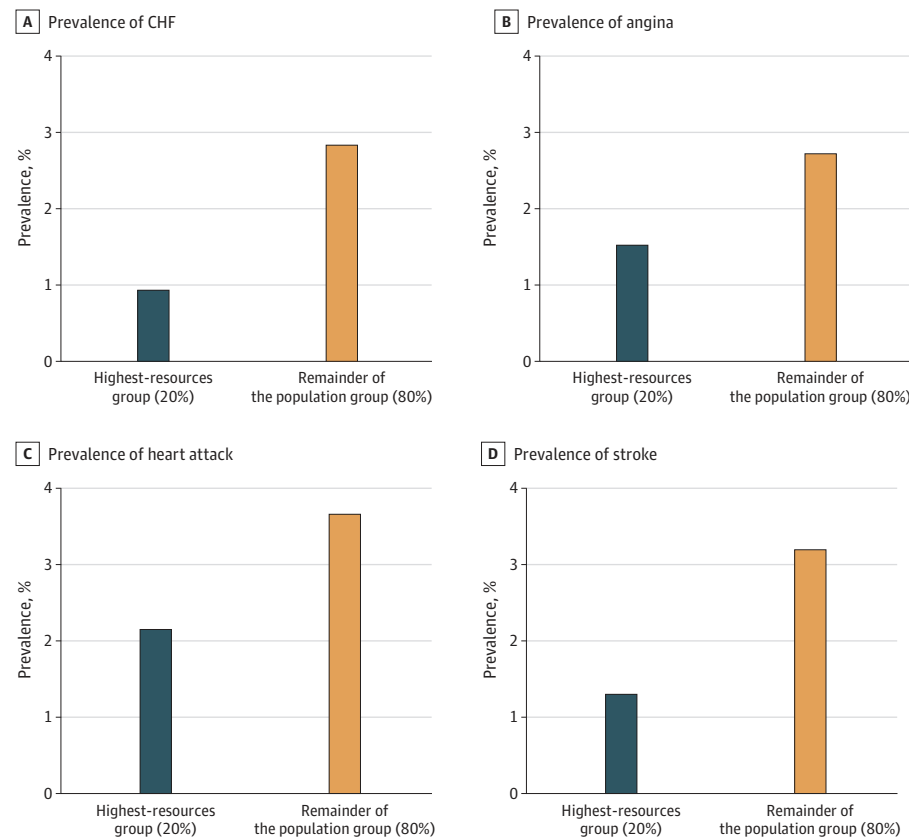 A Prevalence of CHF
4
3
2
1
0
Prevalence, %
Highest-resources
group (20%)
Remainder of
the population group (80%)
B Prevalence of angina
4
3
2
1
0
Prevalence, %
Highest-resources
group (20%)
Remainder of
the population group (80%)
C Prevalence of heart attack
4
3
2
1
0
Prevalence, %
Highest-resources
group (20%)
Remainder of
the population group (80%)
D Prevalence of stroke
4
3
2
1
0
Prevalence, %
Highest-resources
group (20%)
Remainder of
the population group (80%)